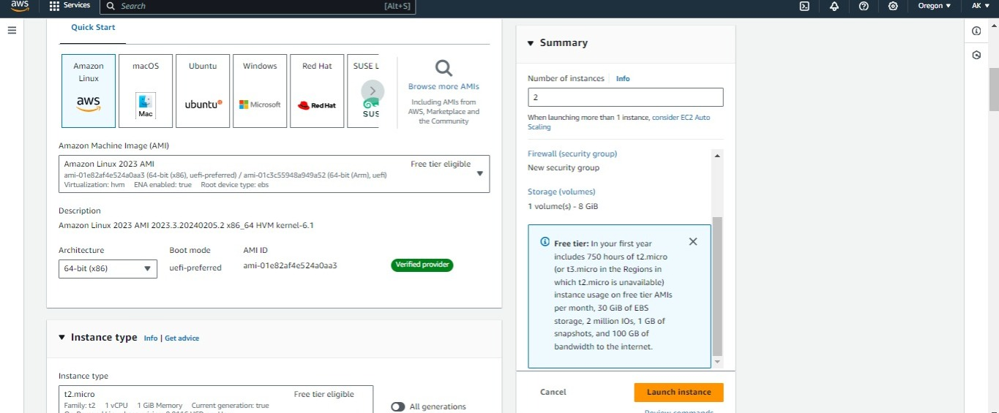 aws
Services
Search
[Alt+S]
Oregon
AK
Quick Start
Amazon
Linux
aws
macOS
Mac
Ubuntu
ubuntu
Windows
Microsoft
Red Hat
Red Hat
SUSE L
SUS
Browse more AMIs
Including AMIs from
AWS, Marketplace and
the Community
Amazon Machine Image (AMI)
Amazon Linux 2023 AMI
Free tier eligible
ami-01e82af4e524a0aa3 (64-bit (x86), uefi-preferred) / ami-01c3c55948a949a52 (64-bit (Arm), uefi)
Virtualization: hvm ENA enabled: true Root device type: ebs
Description
Amazon Linux 2023 AMI 2023.3.20240205.2 x86_64 HVM kernel-6.1
Architecture
Boot mode
AMI ID
64-bit (x86)
uefi-preferred
ami-01e82af4e524a0aa3
Verified provider
Instance type
Info | Get advice
Instance type
t2.micro
Free tier eligible
Family: t2 1 vCPU 1 GiB Memory Current generation: true
All generations
Summary
Number of instances
Info
2
When launching more than 1 instance, consider EC2 Auto
Scaling
Firewall (security group)
New security group
Storage (volumes)
1 volume(s) - 8 GiB
Free tier: In your first year
includes 750 hours of t2.micro
(or t3.micro in the Regions in
which t2.micro is unavailable)
instance usage on free tier AMIs
per month, 30 GiB of EBS
storage, 2 million IOs, 1 GB of
snapshots, and 100 GB of
bandwidth to the internet.
Cancel
Launch instance
Review commands